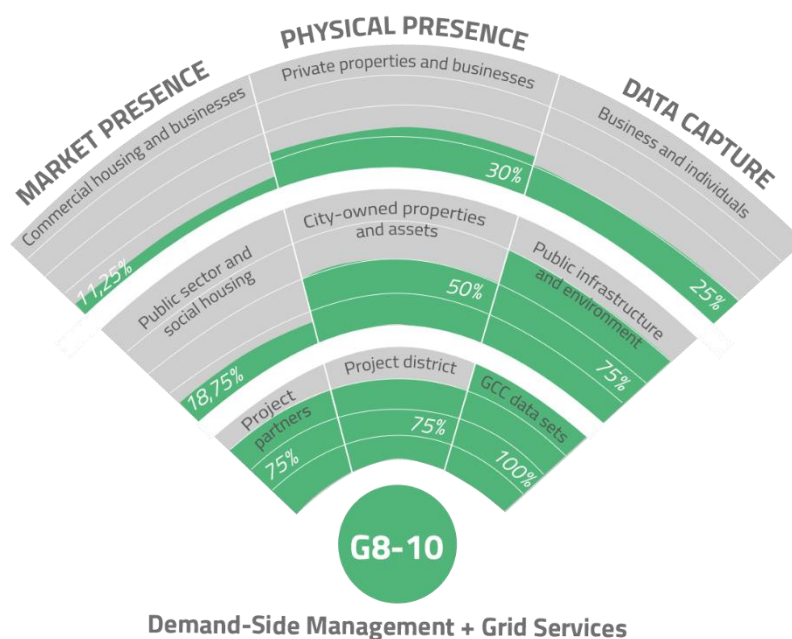 MARKET PRESENCE
PHYSICAL PRESENCE
DATA CAPTURE
Commercial housing and businesses
11,25%
Private properties and businesses
30%
Business and individuals
25%
Public sector and
social housing
18,75%
City-owned properties
and assets
50%
Public infrastructure
and environment
75%
Project
partners
75%
Project district
75%
GCC data sets
100%
G8-10
Demand-Side Management + Grid Services